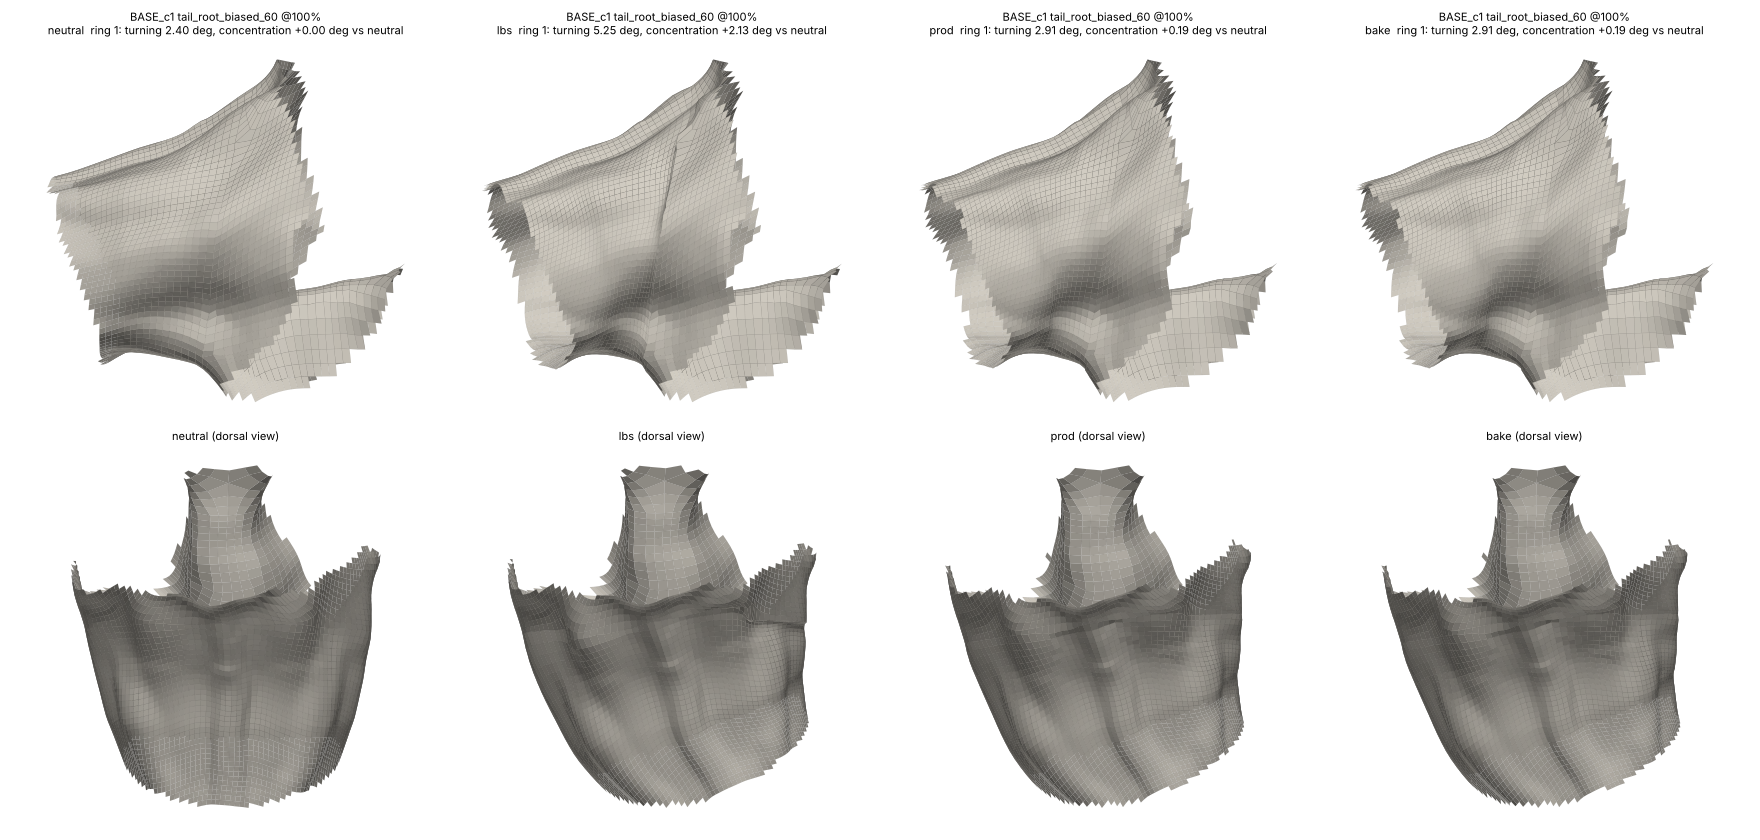 BASE_c1 tail_root_biased_60 @100%
neutral ring 1: turning 2.40 deg, concentration +0.00 deg vs neutral
BASE_c1 tail_root_biased_60 @100%
lbs ring 1: turning 5.25 deg, concentration +2.13 deg vs neutral
BASE_c1 tail_root_biased_60 @100%
prod ring 1: turning 2.91 deg, concentration +0.19 deg vs neutral
BASE_c1 tail_root_biased_60 @100%
bake ring 1: turning 2.91 deg, concentration +0.19 deg vs neutral
neutral (dorsal view)
lbs (dorsal view)
prod (dorsal view)
bake (dorsal view)